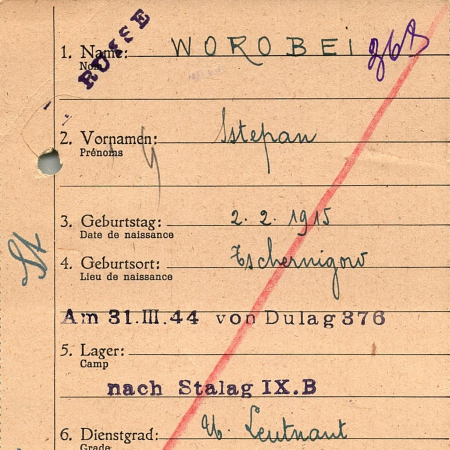 RUSSE
1. Name: WOROBEI
Nom
2. Vornamen: Sstepan
Prénoms
3. Geburtstag: 2. 2. 1915
Date de naissance
4. Geburtsort: Tschernigow
Lieu de naissance
Am 31.III.44 von Dulag 376
5. Lager:
Camp
nach Stalag IX.B
6. Dienstgrad: Leutnant
Grade